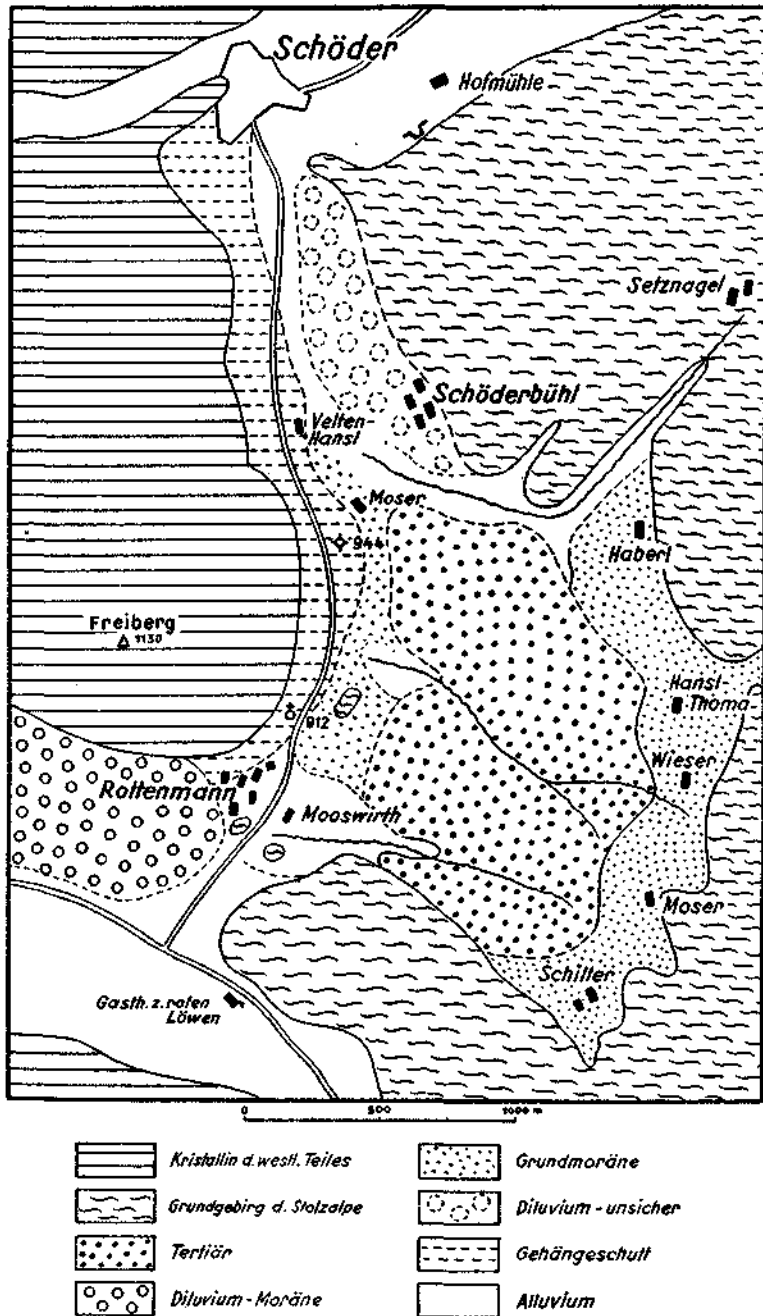 Schöder
Hofmühle
Setznagel
Schöderbühl
Velten-
Hansl
Moser
944
Haberl
Freiberg
1130
Hansl
Thoma
912
Wieser
Rottenmann
Mooswirth
Moser
Schiller
Gasth. z. roten
Löwen
0 500 1000 m
Kristallin d. westl. Teiles
Grundmoräne
Grundgebirg d. Stolzalpe
Diluvium - unsicher
Tertiär
Gehängeschutt
Diluvium - Moräne
Alluvium